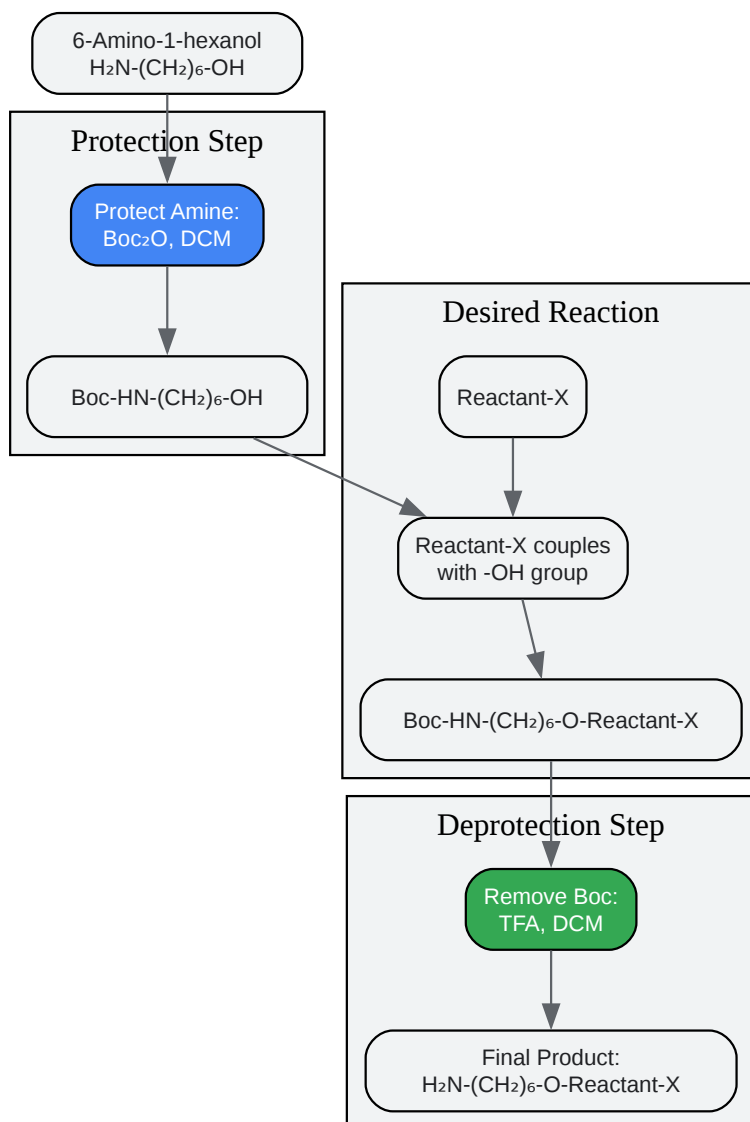 6-Amino-1-hexanol
H₂N-(CH₂)₆-OH
Protection Step
Protect Amine:
Boc₂O, DCM
Boc-HN-(CH₂)₆-OH
Desired Reaction
Reactant-X
Reactant-X couples
with -OH group
Boc-HN-(CH₂)₆-O-Reactant-X
Deprotection Step
Remove Boc:
TFA, DCM
Final Product:
H₂N-(CH₂)₆-O-Reactant-X